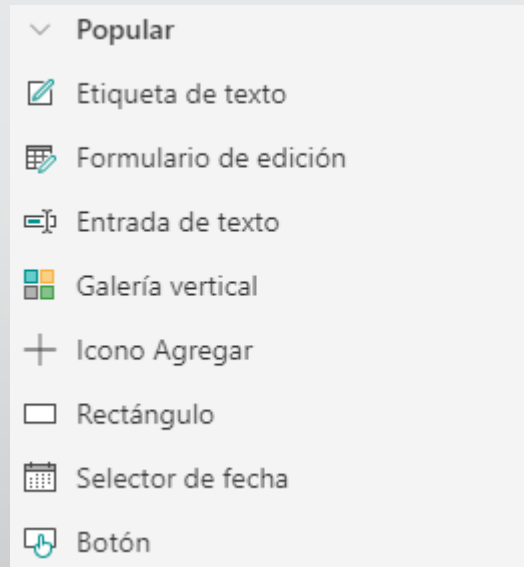 Popular
Etiqueta de texto
Formulario de edición
Entrada de texto
Galería vertical
Icono Agregar
Rectángulo
Selector de fecha
Botón